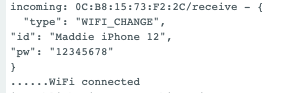 incoming: 0C:B8:15:73:F2:2C/receive - {
"type": "WIFI_CHANGE",
"id": "Maddie iPhone 12",
"pw": "12345678"
}
......WiFi connected